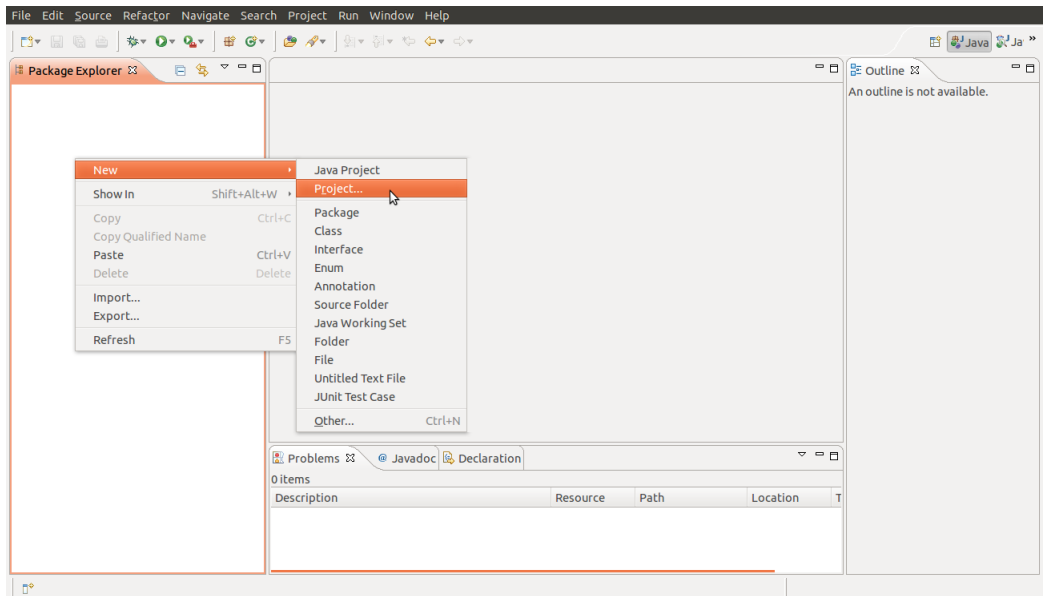 File Edit Source Refactor Navigate Search Project Run Window Help
Java Ja »
Package Explorer
Outline
An outline is not available.
New
Show In Shift+Alt+W
Copy Ctrl+C
Copy Qualified Name
Paste Ctrl+V
Delete Delete
Import...
Export...
Refresh F5
Java Project
Project...
Package
Class
Interface
Enum
Annotation
Source Folder
Java Working Set
Folder
File
Untitled Text File
JUnit Test Case
Other... Ctrl+N
Problems @ Javadoc Declaration
0 items
Description Resource Path Location T